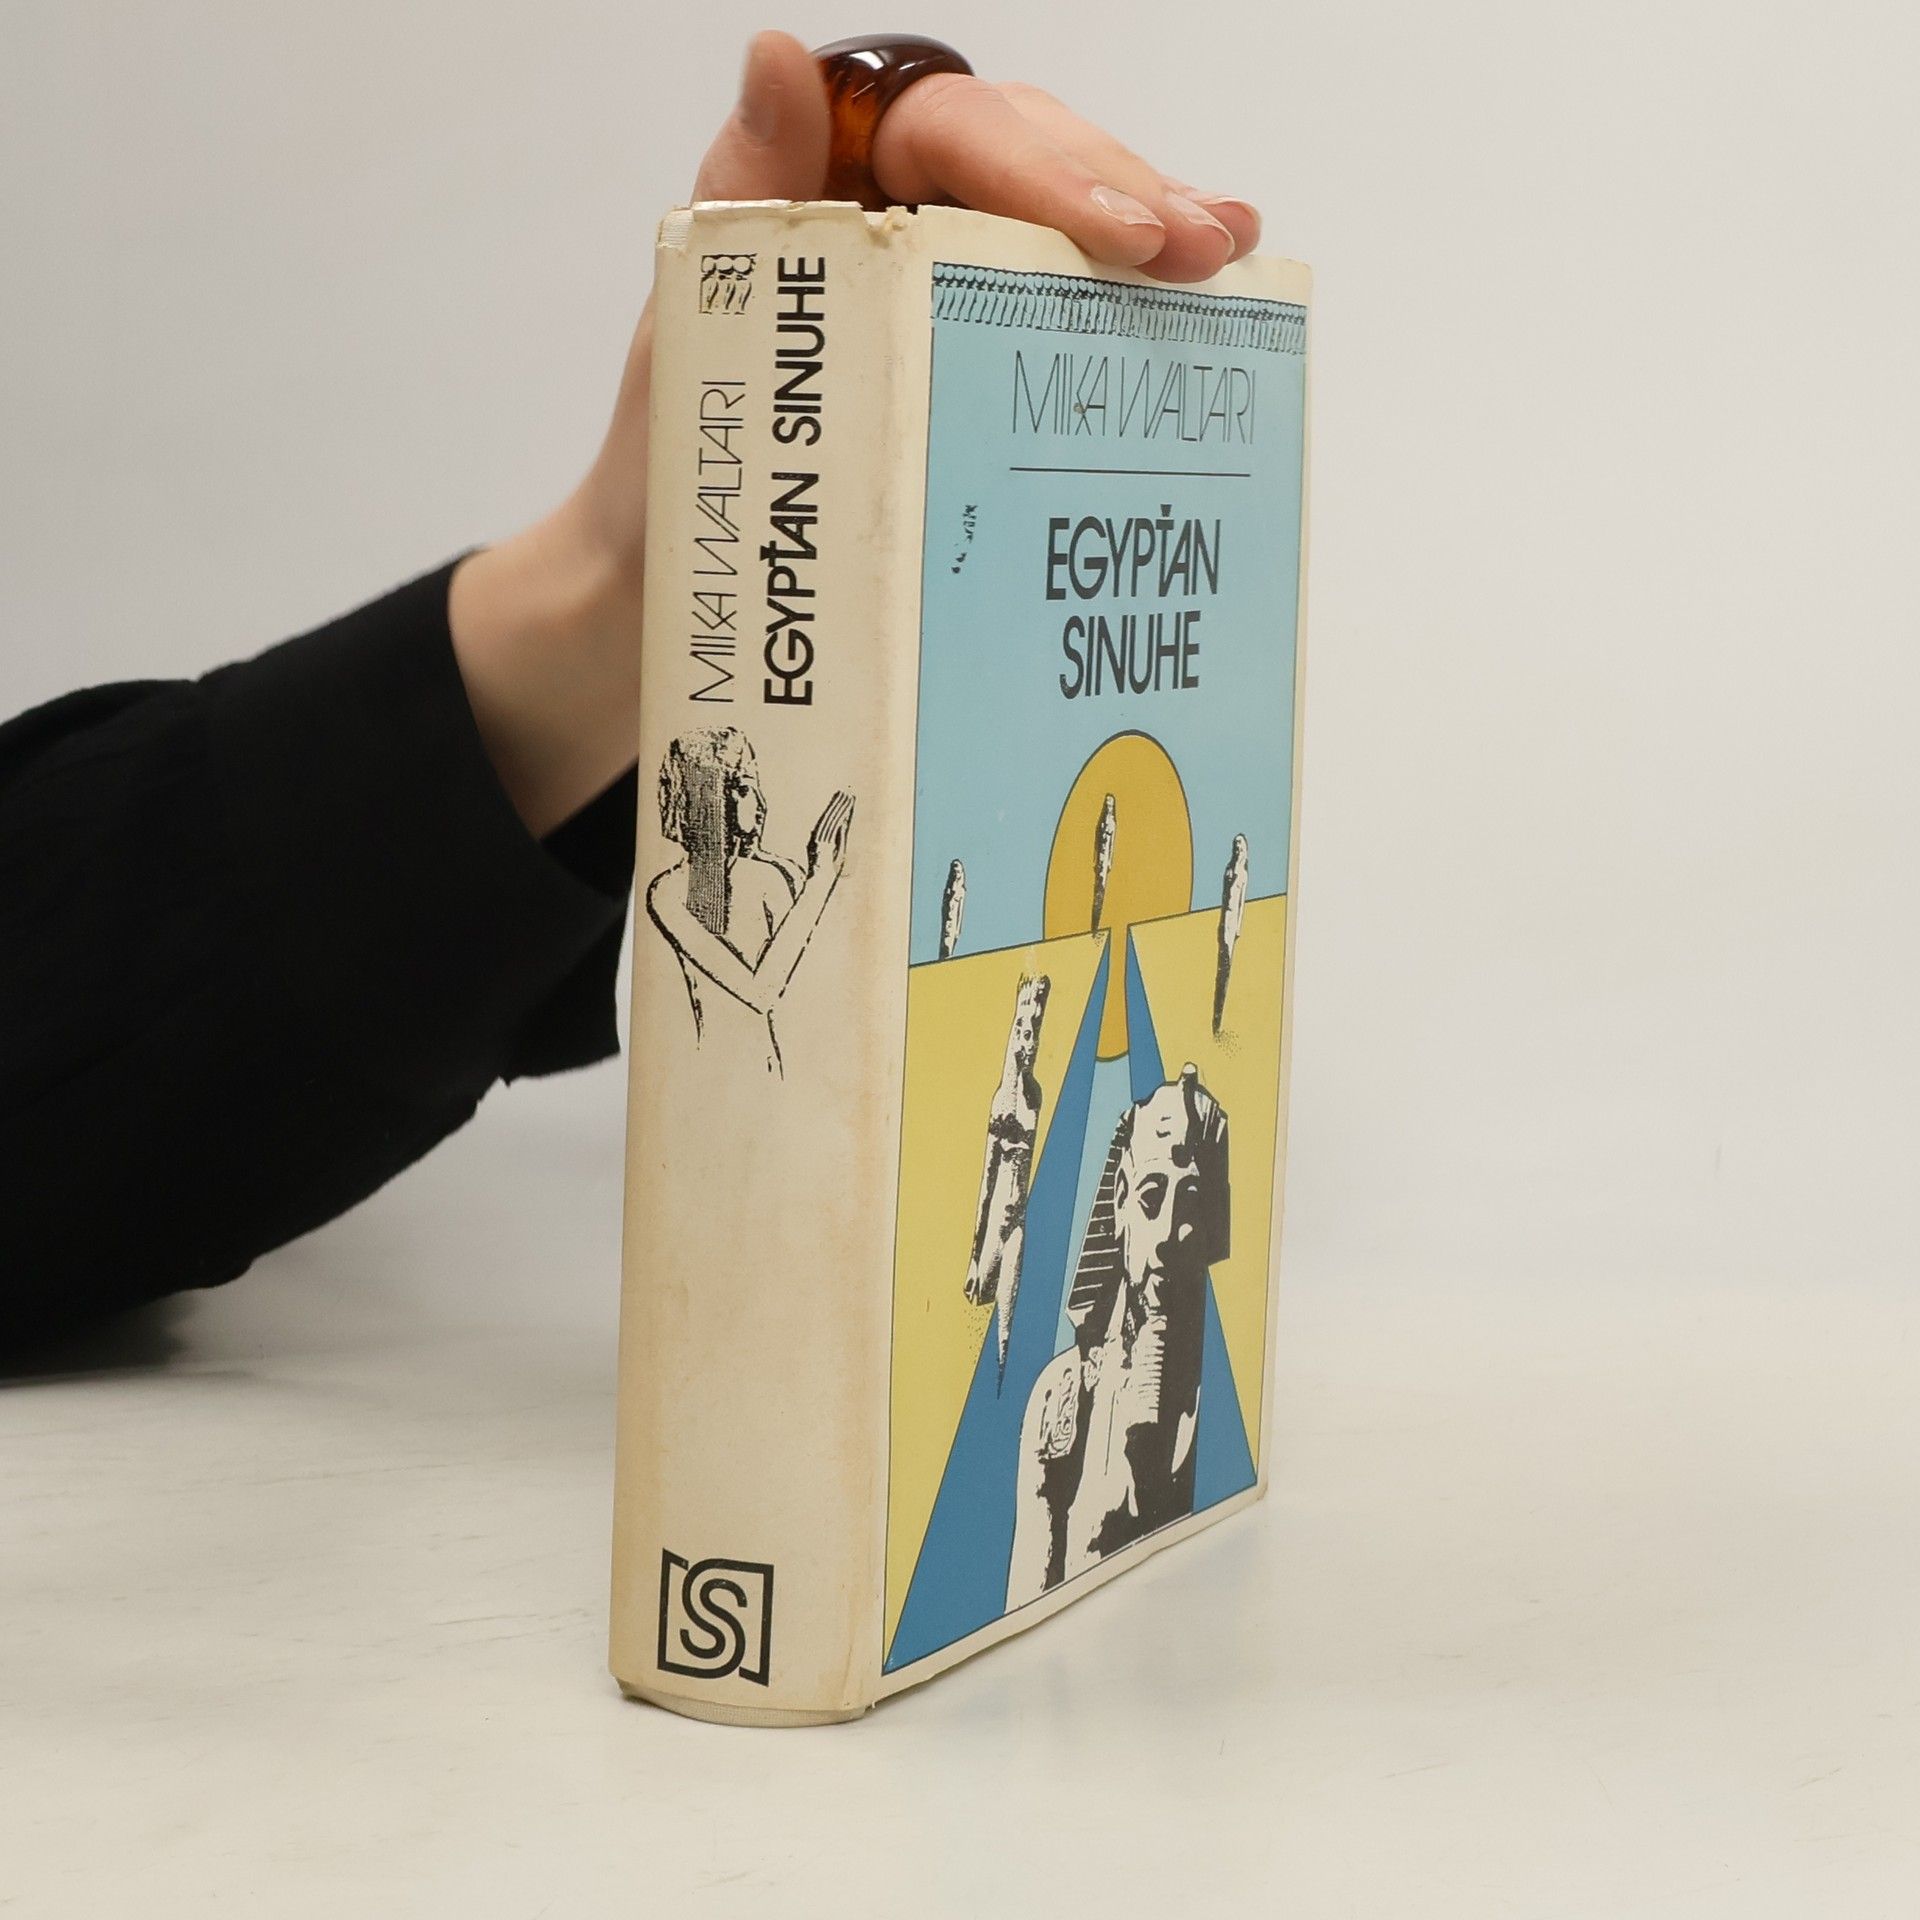 MIKA WALTARI
EGYPŤAN SINUHE
S
MIKA WALTARI
EGYPŤAN
SINUHE